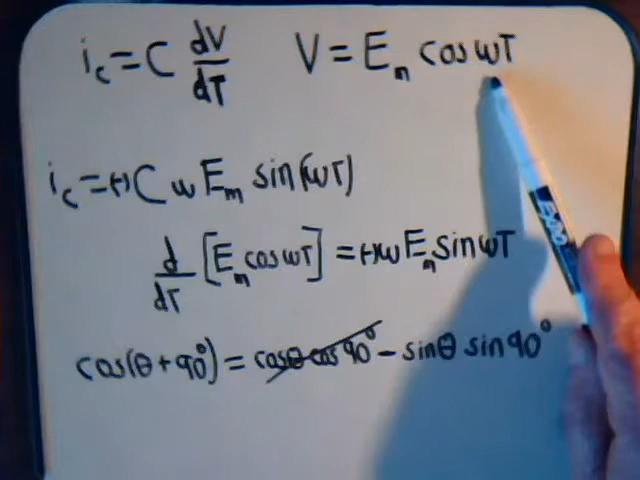 i_c = C dV/dT   V = E_m cos ωT
i_c = (-) C ω E_m sin(ωT)
d/dT [E_m cos ωT] = (-)ω E_m sin ωT
cos(θ + 90°) = cosθ cos 90° - sinθ sin 90°
EXPO